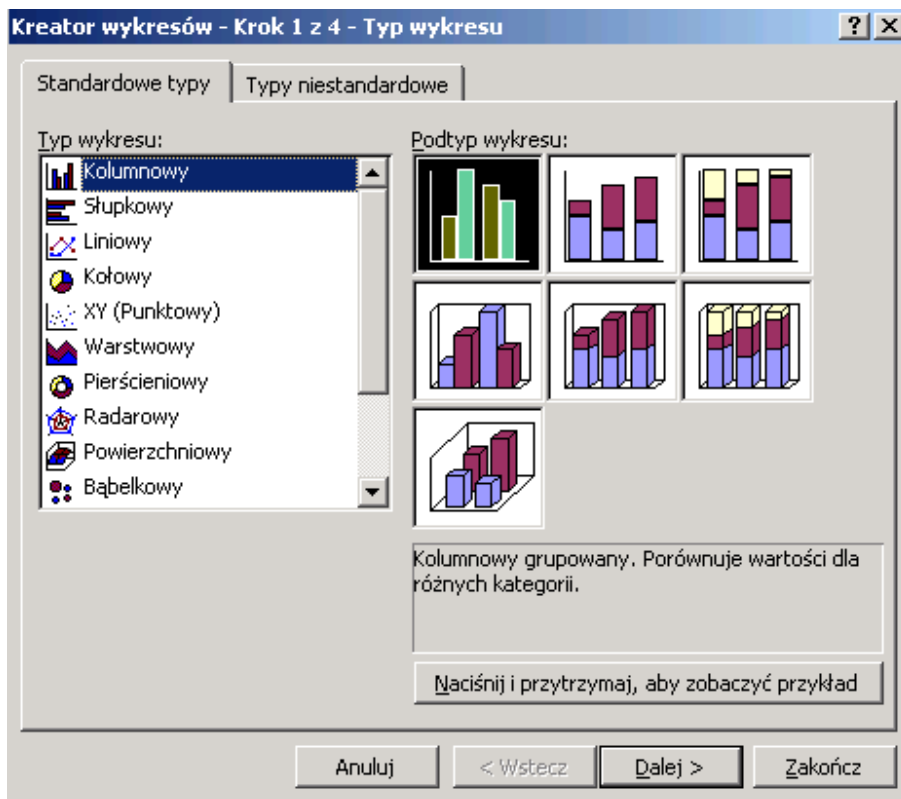 Kreator wykresów - Krok 1 z 4 - Typ wykresu
Standardowe typy
Typy niestandardowe
Typ wykresu:
Kolumnowy
Słupkowy
Liniowy
Kołowy
XY (Punktowy)
Warstwowy
Pierścieniowy
Radarowy
Powierzchniowy
Bąbelkowy
Podtyp wykresu:
Kolumnowy grupowany. Porównuje wartości dla
różnych kategorii.
Naciśnij i przytrzymaj, aby zobaczyć przykład
Anuluj
< Wstecz
Dalej >
Zakończ